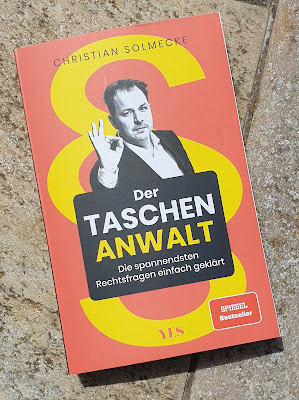 CHRISTIAN SOLMECKE
Der
TASCHEN
ANWALT
Die spannendsten
Rechtsfragen einfach geklärt
YES
SPIEGEL
Bestseller